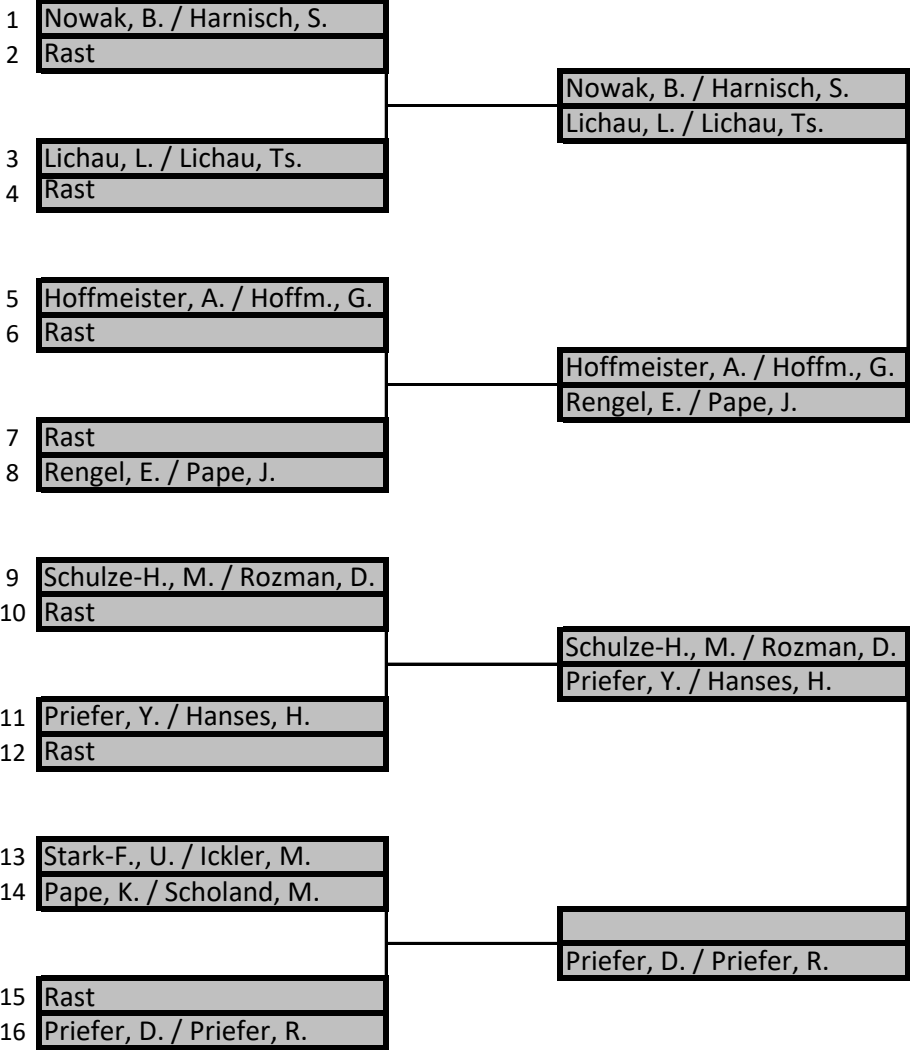 1 Nowak, B. / Harnisch, S.
2 Rast
Nowak, B. / Harnisch, S.
Lichau, L. / Lichau, Ts.
3 Lichau, L. / Lichau, Ts.
4 Rast
5 Hoffmeister, A. / Hoffm., G.
6 Rast
Hoffmeister, A. / Hoffm., G.
Rengel, E. / Pape, J.
7 Rast
8 Rengel, E. / Pape, J.
9 Schulze-H., M. / Rozman, D.
10 Rast
Schulze-H., M. / Rozman, D.
Priefer, Y. / Hanses, H.
11 Priefer, Y. / Hanses, H.
12 Rast
13 Stark-F., U. / Ickler, M.
14 Pape, K. / Scholand, M.
Priefer, D. / Priefer, R.
15 Rast
16 Priefer, D. / Priefer, R.